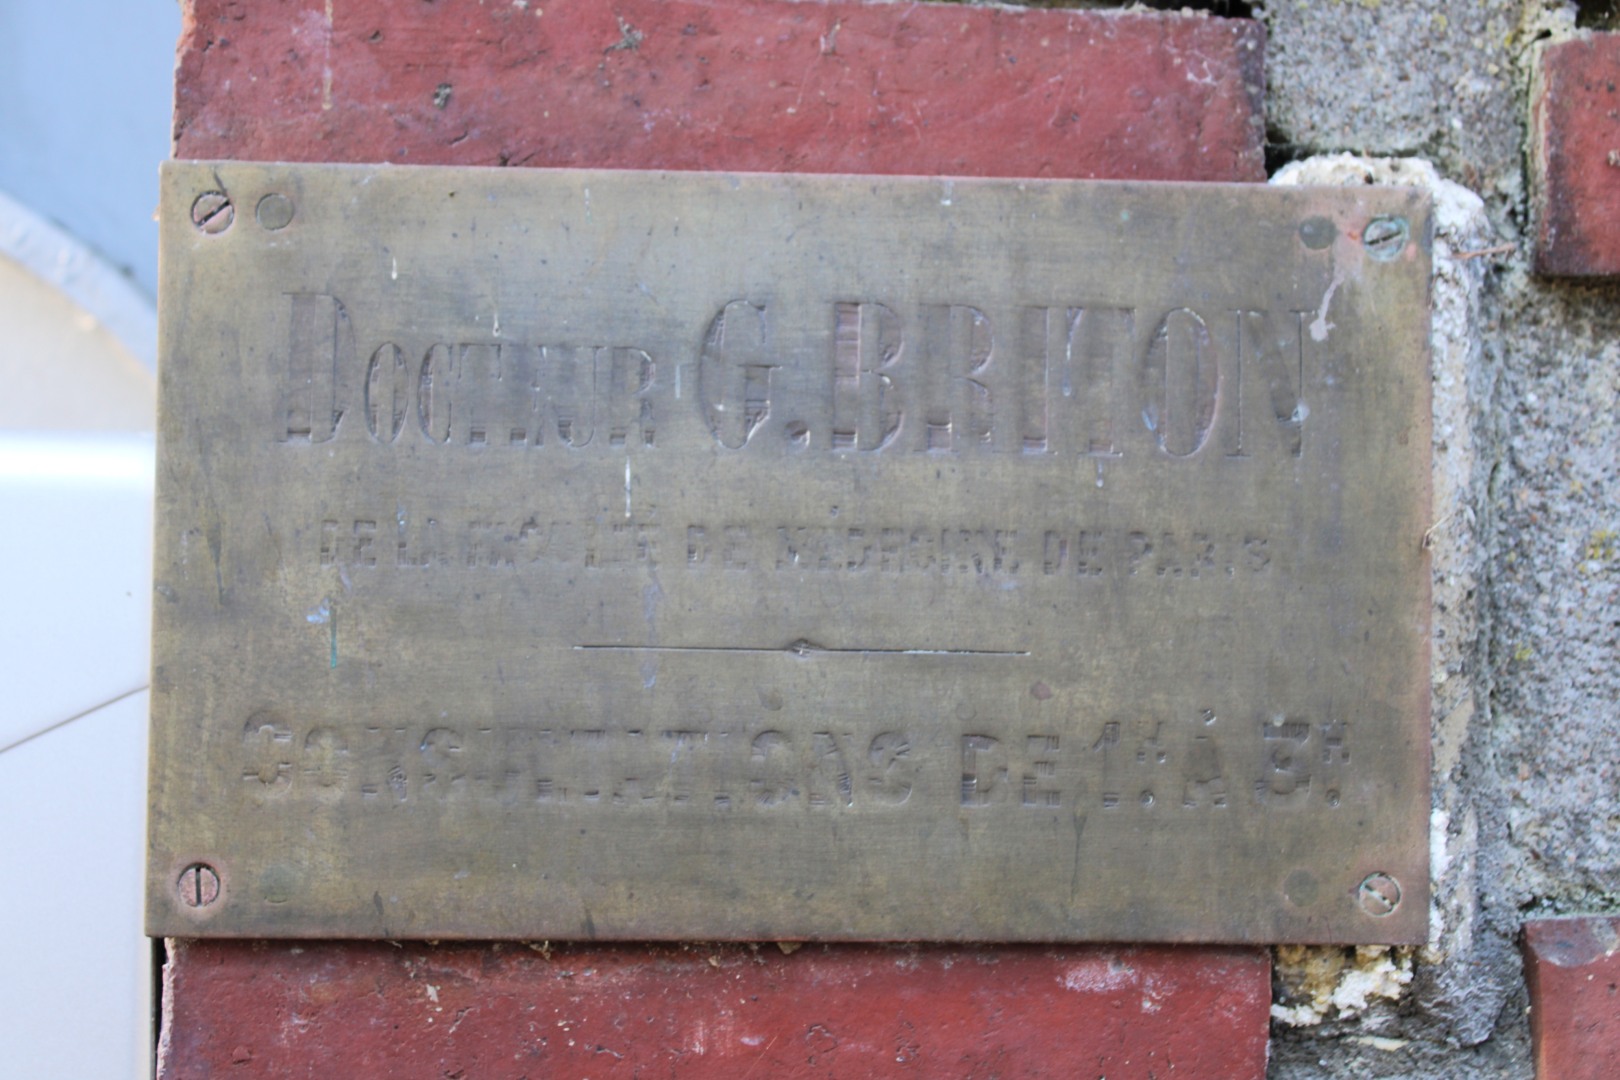 DOCTEUR G. BRITON
DE LA FACULTÉ DE MÉDECINE DE PARIS
CONSULTATIONS DE 1H. À 3H.